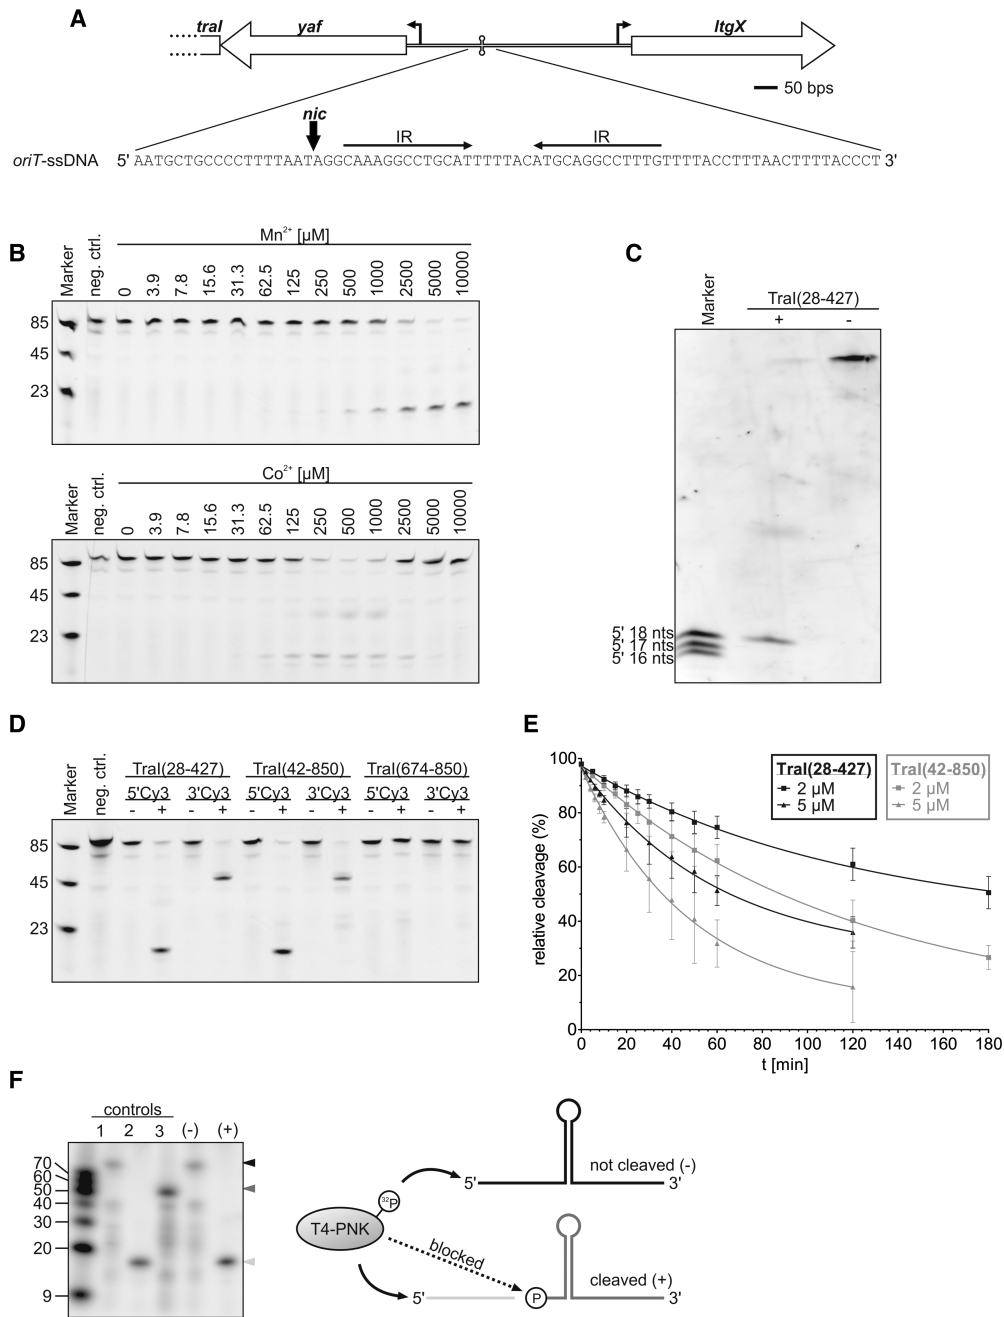 A
traI
yaf
ltgX
50 bps
nic
IR
IR
oriT-ssDNA 5' AATGCTGCCCCTTTTAATAGGCAAAGGCCTGCATTTTTACATGCAGGCCTTTGTTTTACCTTTAACTTTTACCCT 3'
B
Mn²⁺ [µM]
Marker neg. ctrl. 0 3.9 7.8 15.6 31.3 62.5 125 250 500 1000 2500 5000 10000
85
45
23
Co²⁺ [µM]
Marker neg. ctrl. 0 3.9 7.8 15.6 31.3 62.5 125 250 500 1000 2500 5000 10000
85
45
23
C
Marker
TraI(28-427)
+ -
5' 18 nts
5' 17 nts
5' 16 nts
D
Marker neg. ctrl.
TraI(28-427) TraI(42-850) TraI(674-850)
5'Cy3 3'Cy3 5'Cy3 3'Cy3 5'Cy3 3'Cy3
- + - + - + - + - + - +
85
45
23
E
relative cleavage (%)
100
80
60
40
20
0
0 20 40 60 80 100 120 140 160 180
t [min]
TraI(28-427)
2 µM
5 µM
TraI(42-850)
2 µM
5 µM
F
controls
1 2 3 (-) (+)
70
60
50
40
30
20
9
T4-PNK
32P
5'
3'
not cleaved (-)
blocked
5'
P
3'
cleaved (+)